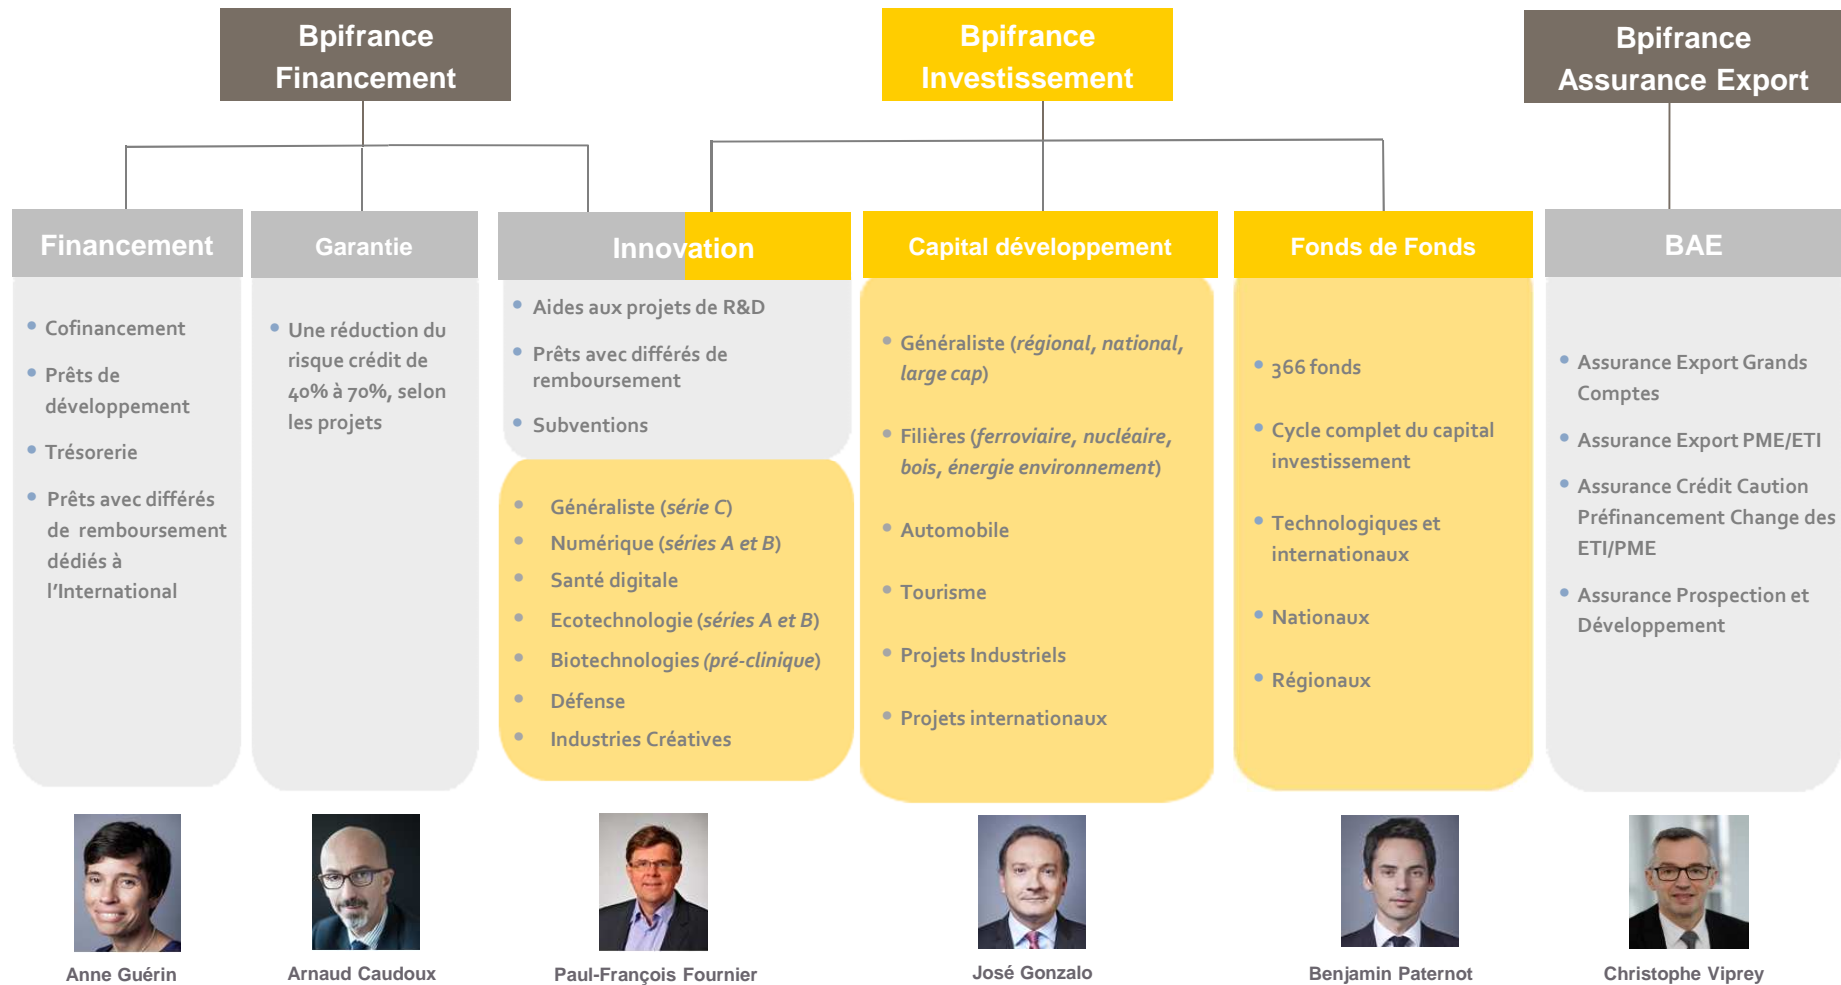 Bpifrance
Financement
Bpifrance
Investissement
Bpifrance
Assurance Export
Financement
• Cofinancement
• Prêts de
développement
• Trésorerie
• Prêts avec différés
de remboursement
dédiés à
l'International
Anne Guérin
Garantie
• Une réduction du
risque crédit de
40% à 70%, selon
les projets
Arnaud Caudoux
Innovation
• Aides aux projets de R&D
• Prêts avec différés de
remboursement
• Subventions
• Généraliste (série C)
• Numérique (séries A et B)
• Santé digitale
• Ecotechnologie (séries A et B)
• Biotechnologies (pré-clinique)
• Défense
• Industries Créatives
Paul-François Fournier
Capital développement
• Généraliste (régional, national,
large cap)
• Filières (ferroviaire, nucléaire,
bois, énergie environnement)
• Automobile
• Tourisme
• Projets Industriels
• Projets internationaux
José Gonzalo
Fonds de Fonds
• 366 fonds
• Cycle complet du capital
investissement
• Technologiques et
internationaux
• Nationaux
• Régionaux
Benjamin Paternot
BAE
• Assurance Export Grands
Comptes
• Assurance Export PME/ETI
• Assurance Crédit Caution
Préfinancement Change des
ETI/PME
• Assurance Prospection et
Développement
Christophe Viprey